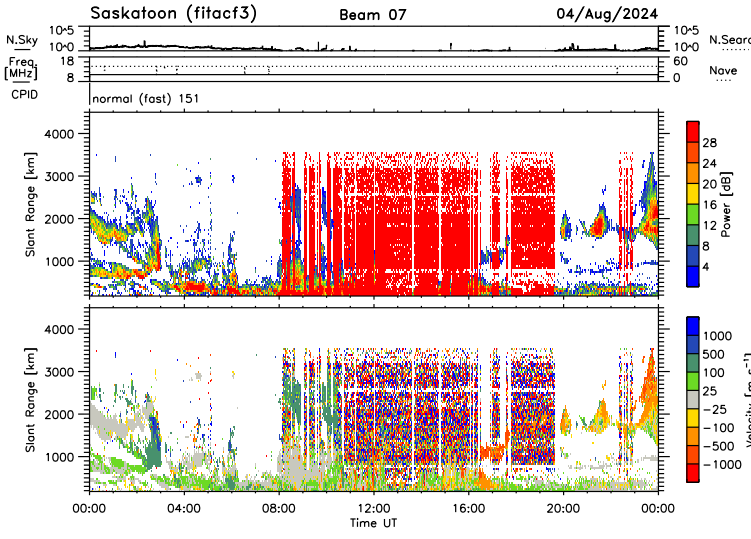 Saskatoon (fitacf3) Beam 07 04/Aug/2024
N.Sky 10^5 10^0 10^5 10^0 N.Sear
Freq. [MHz] 18 8 60 0 Nave
CPID normal (fast) 151
Slant Range [km] 4000 3000 2000 1000
28 24 20 16 12 8 4 Power [dB]
Slant Range [km] 4000 3000 2000 1000
1000 500 100 25 -25 -100 -500 -1000 Velocity [m s^-1]
00:00 04:00 08:00 12:00 16:00 20:00 00:00
Time UT